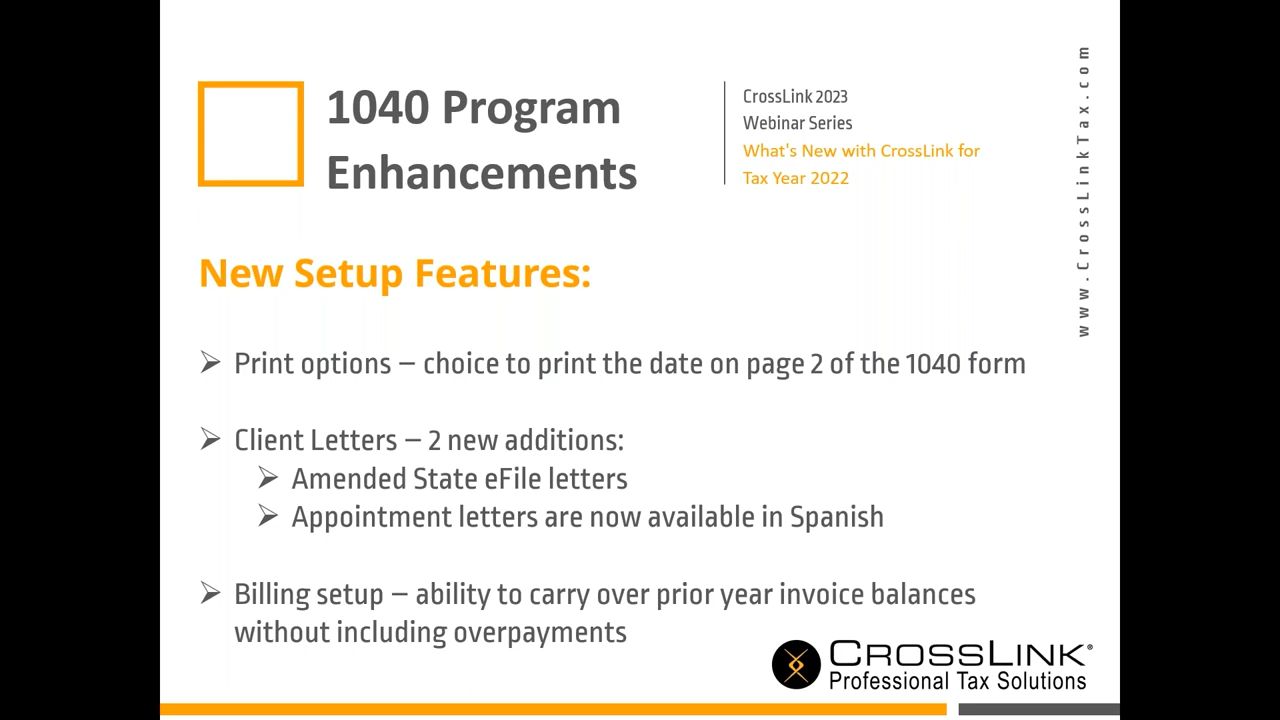 1040 Program
Enhancements
CrossLink 2023
Webinar Series
What's New with CrossLink for
Tax Year 2022
www.CrossLinkTax.com
New Setup Features:
Print options – choice to print the date on page 2 of the 1040 form
Client Letters – 2 new additions:
Amended State eFile letters
Appointment letters are now available in Spanish
Billing setup – ability to carry over prior year invoice balances
without including overpayments
CROSSLINK®
Professional Tax Solutions